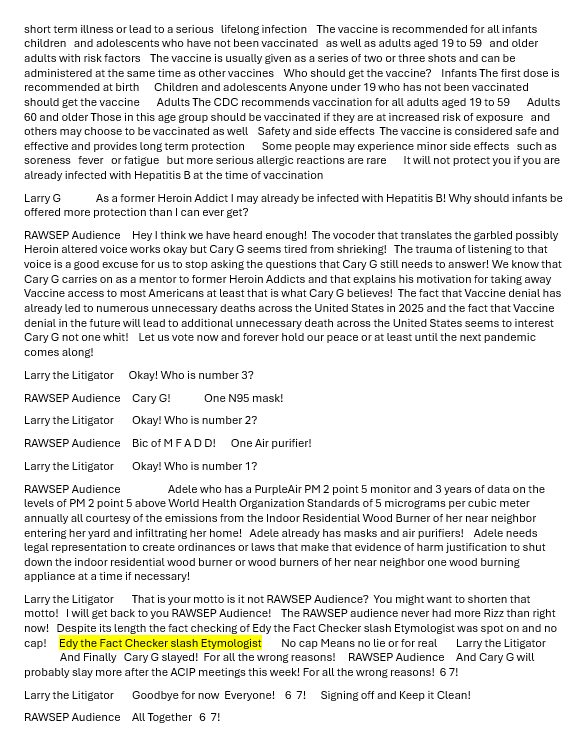 short term illness or lead to a serious lifelong infection The vaccine is recommended for all infants
children and adolescents who have not been vaccinated as well as adults aged 19 to 59 and older
adults with risk factors The vaccine is usually given as a series of two or three shots and can be
administered at the same time as other vaccines Who should get the vaccine? Infants The first dose is
recommended at birth Children and adolescents Anyone under 19 who has not been vaccinated
should get the vaccine Adults The CDC recommends vaccination for all adults aged 19 to 59 Adults
60 and older Those in this age group should be vaccinated if they are at increased risk of exposure and
others may choose to be vaccinated as well Safety and side effects The vaccine is considered safe and
effective and provides long term protection Some people may experience minor side effects such as
soreness fever or fatigue but more serious allergic reactions are rare It will not protect you if you are
already infected with Hepatitis B at the time of vaccination
Larry G As a former Heroin Addict I may already be infected with Hepatitis B! Why should infants be
offered more protection than I can ever get?
RAWSEP Audience Hey I think we have heard enough! The vocoder that translates the garbled possibly
Heroin altered voice works okay but Cary G seems tired from shrieking! The trauma of listening to that
voice is a good excuse for us to stop asking the questions that Cary G still needs to answer! We know that
Cary G carries on as a mentor to former Heroin Addicts and that explains his motivation for taking away
Vaccine access to most Americans at least that is what Cary G believes! The fact that Vaccine denial has
already led to numerous unnecessary deaths across the United States in 2025 and the fact that Vaccine
denial in the future will lead to additional unnecessary death across the United States seems to interest
Cary G not one whit! Let us vote now and forever hold our peace or at least until the next pandemic
comes along!
Larry the Litigator Okay! Who is number 3?
RAWSEP Audience Cary G! One N95 mask!
Larry the Litigator Okay! Who is number 2?
RAWSEP Audience Bic of M F A D D! One Air purifier!
Larry the Litigator Okay! Who is number 1?
RAWSEP Audience Adele who has a PurpleAir PM 2 point 5 monitor and 3 years of data on the
levels of PM 2 point 5 above World Health Organization Standards of 5 micrograms per cubic meter
annually all courtesy of the emissions from the Indoor Residential Wood Burner of her near neighbor
entering her yard and infiltrating her home! Adele already has masks and air purifiers! Adele needs
legal representation to create ordinances or laws that make that evidence of harm justification to shut
down the indoor residential wood burner or wood burners of her near neighbor one wood burning
appliance at a time if necessary!
Larry the Litigator That is your motto is it not RAWSEP Audience? You might want to shorten that
motto! I will get back to you RAWSEP Audience! The RAWSEP audience never had more Rizz than right
now! Despite its length the fact checking of Edy the Fact Checker slash Etymologist was spot on and no
cap! Edy the Fact Checker slash Etymologist No cap Means no lie or for real Larry the Litigator
And Finally Cary G slayed! For all the wrong reasons! RAWSEP Audience And Cary G will
probably slay more after the ACIP meetings this week! For all the wrong reasons! 6 7!
Larry the Litigator Goodbye for now Everyone! 6 7! Signing off and Keep it Clean!
RAWSEP Audience All Together 6 7!